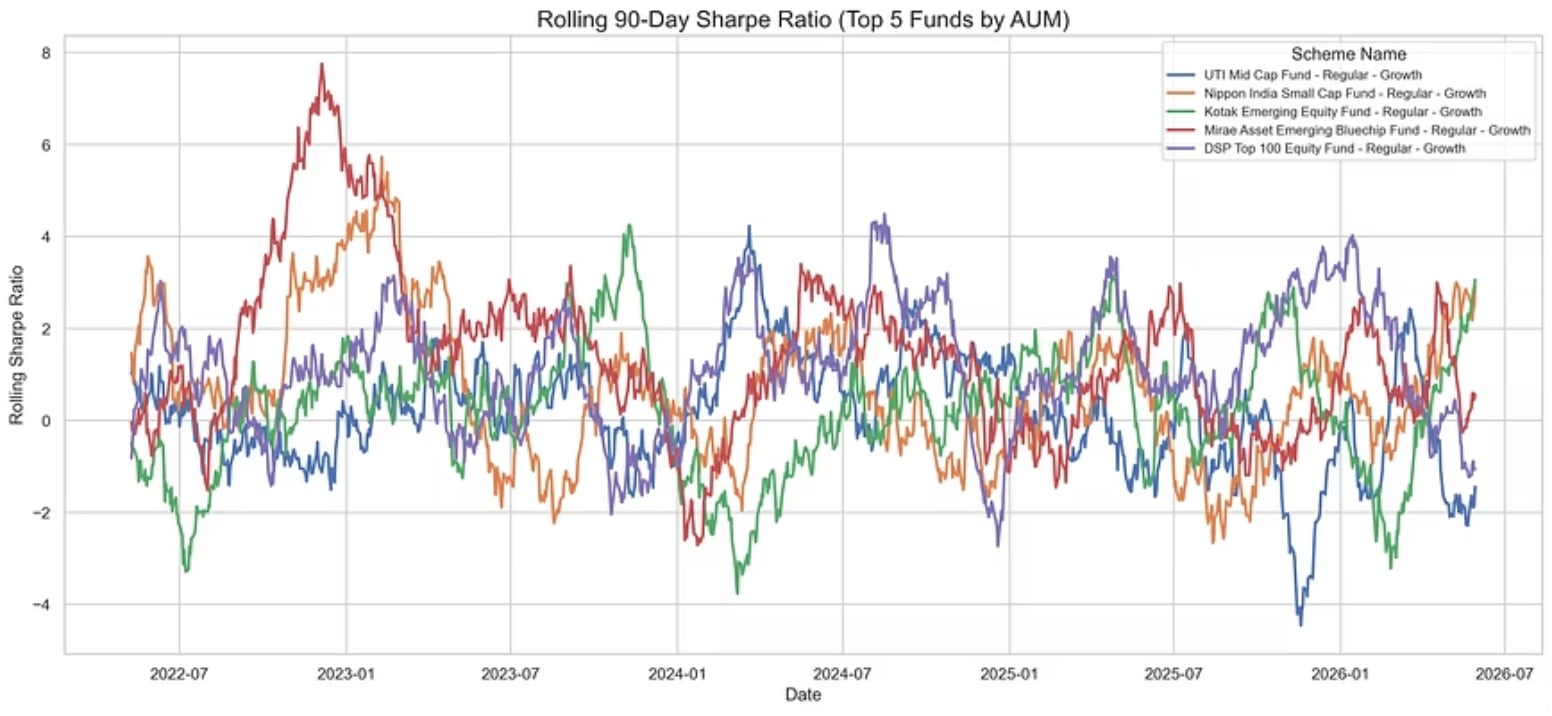 Rolling 90-Day Sharpe Ratio (Top 5 Funds by AUM)
Scheme Name
UTI Mid Cap Fund - Regular - Growth
Nippon India Small Cap Fund - Regular - Growth
Kotak Emerging Equity Fund - Regular - Growth
Mirae Asset Emerging Bluechip Fund - Regular - Growth
DSP Top 100 Equity Fund - Regular - Growth
Rolling Sharpe Ratio
8
6
4
2
0
−2
−4
2022-07
2023-01
2023-07
2024-01
2024-07
2025-01
2025-07
2026-01
2026-07
Date